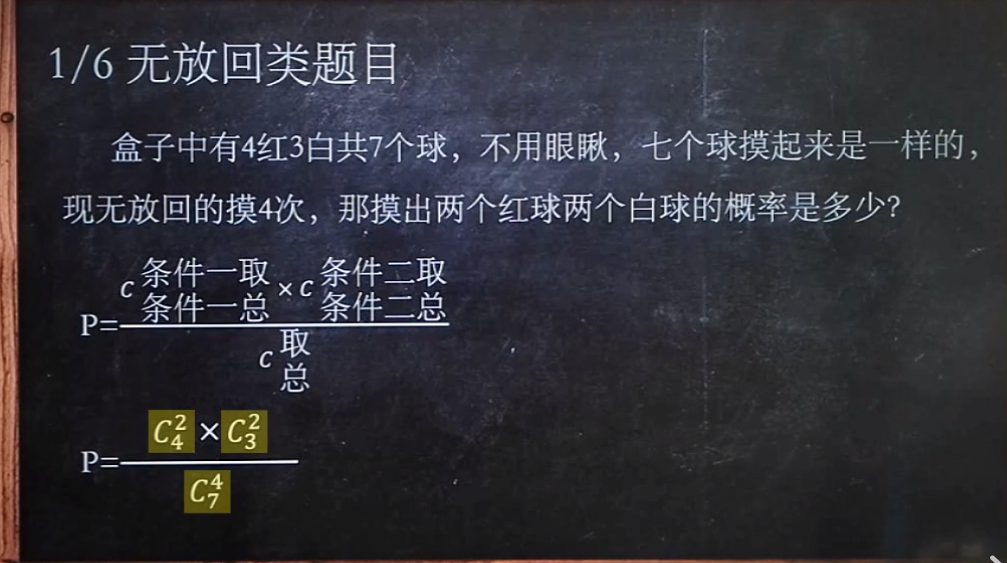 1/6 无放回类题目
盒子中有4红3白共7个球，不用眼瞅，七个球摸起来是一样的，
现无放回的摸4次，那摸出两个红球两个白球的概率是多少?
P=\frac{C_{条件一总}^{条件一取}×C_{条件二总}^{条件二取}}{C_{总}^{取}}
P=\frac{C_4^2×C_3^2}{C_7^4}